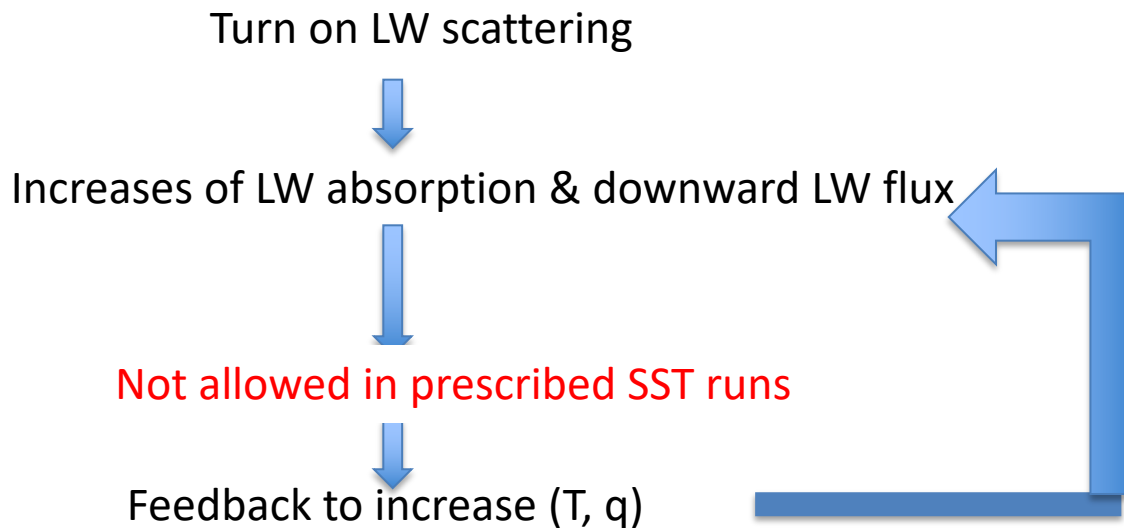 Turn on LW scattering
Increases of LW absorption & downward LW flux
Not allowed in prescribed SST runs
Feedback to increase (T, q)